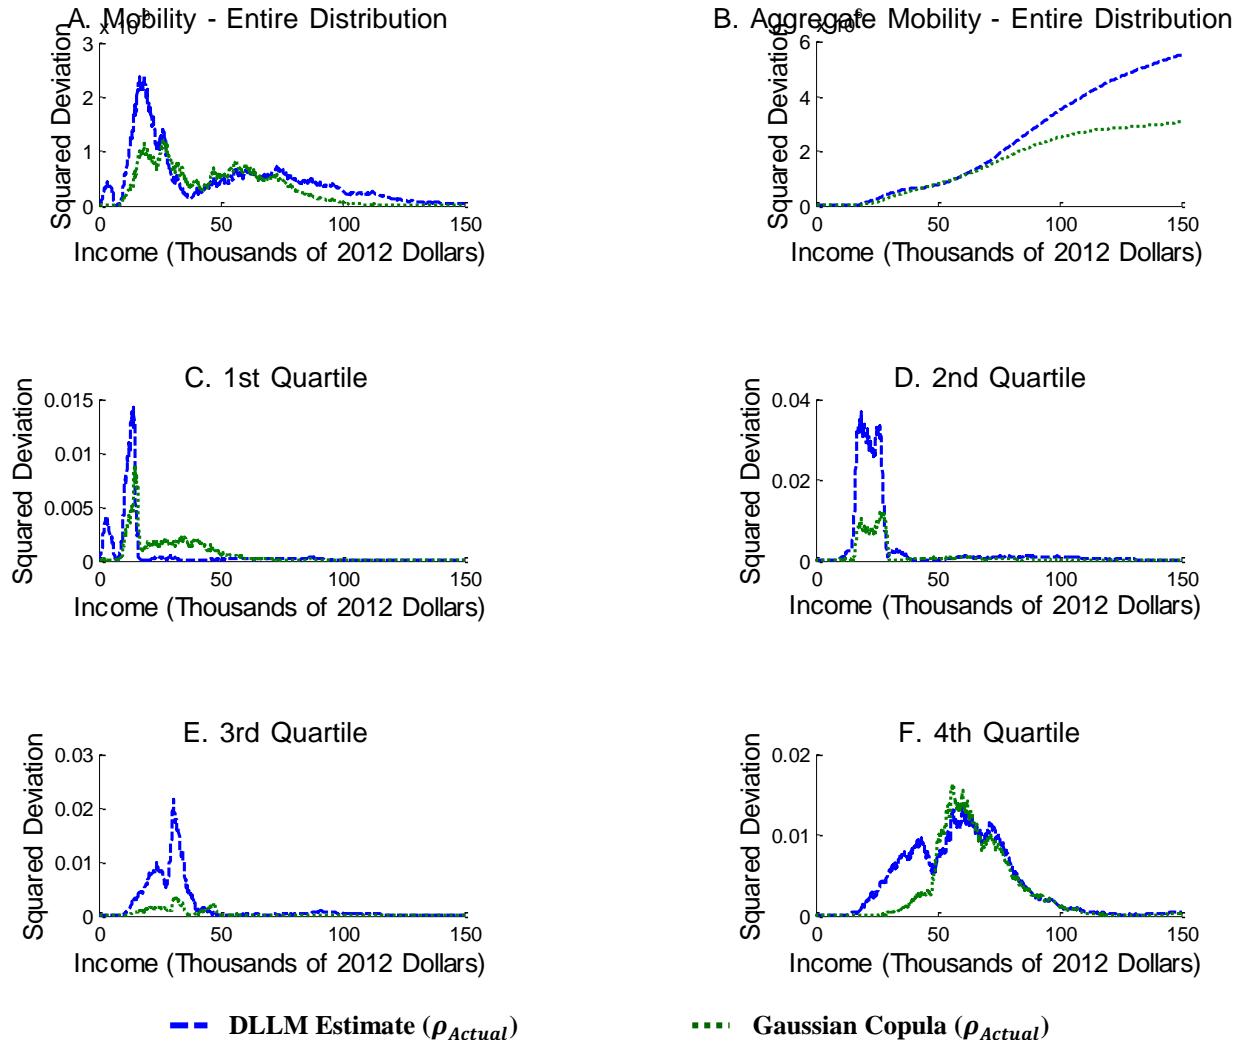 A. Mobility - Entire Distribution
B. Aggregate Mobility - Entire Distribution
x 10
x 10
3
2
1
0
Squared Deviation
0 50 100 150
Income (Thousands of 2012 Dollars)
6
4
2
0
Squared Deviation
0 50 100 150
Income (Thousands of 2012 Dollars)
C. 1st Quartile
0.015
0.01
0.005
0
Squared Deviation
0 50 100 150
Income (Thousands of 2012 Dollars)
D. 2nd Quartile
0.04
0.02
0
Squared Deviation
0 50 100 150
Income (Thousands of 2012 Dollars)
E. 3rd Quartile
0.03
0.02
0.01
0
Squared Deviation
0 50 100 150
Income (Thousands of 2012 Dollars)
F. 4th Quartile
0.02
0.01
0
Squared Deviation
0 50 100 150
Income (Thousands of 2012 Dollars)
DLLM Estimate (ρ_Actual)
Gaussian Copula (ρ_Actual)